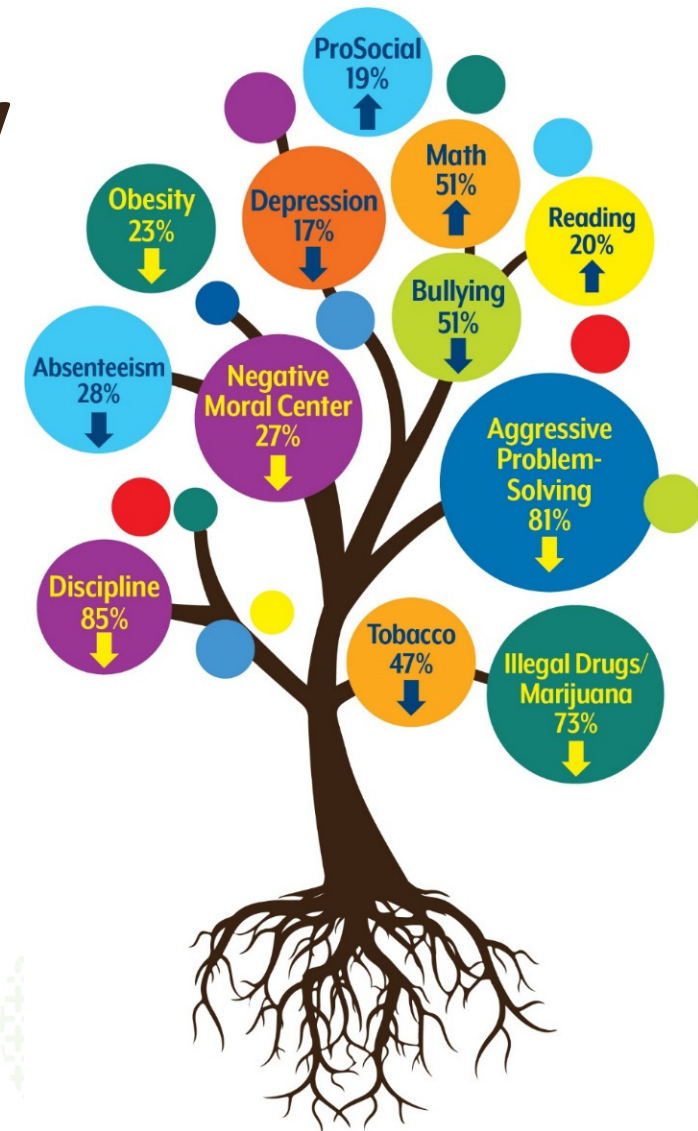 ProSocial
19%
Math
51%
Obesity
23%
Depression
17%
Reading
20%
Bullying
51%
Absenteeism
28%
Negative
Moral Center
27%
Aggressive
Problem-
Solving
81%
Discipline
85%
Tobacco
47%
Illegal Drugs/
Marijuana
73%